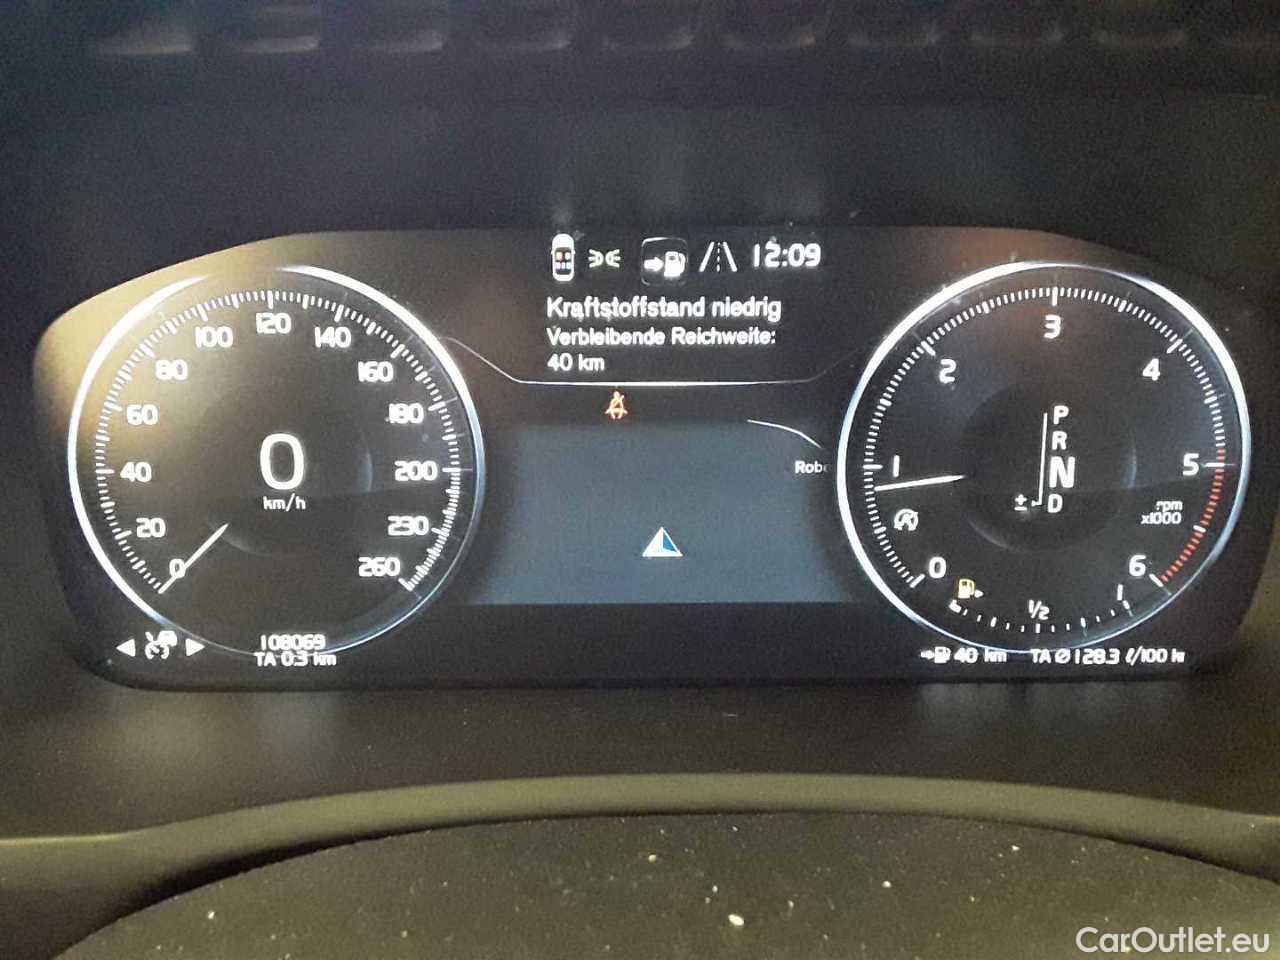 12:09
Kraftstoffstand niedrig
Verbleibende Reichweite:
40 km
0
20
40
60
80
100
120
140
160
180
200
230
260
0
km/h
108069
TA 0.3 km
Robe
0
1
2
3
4
5
6
P
R
N
D
±
rpm
x1000
1/2
1
40 km
TA Ø 128.3 ℓ/100 k
CarOutlet.eu